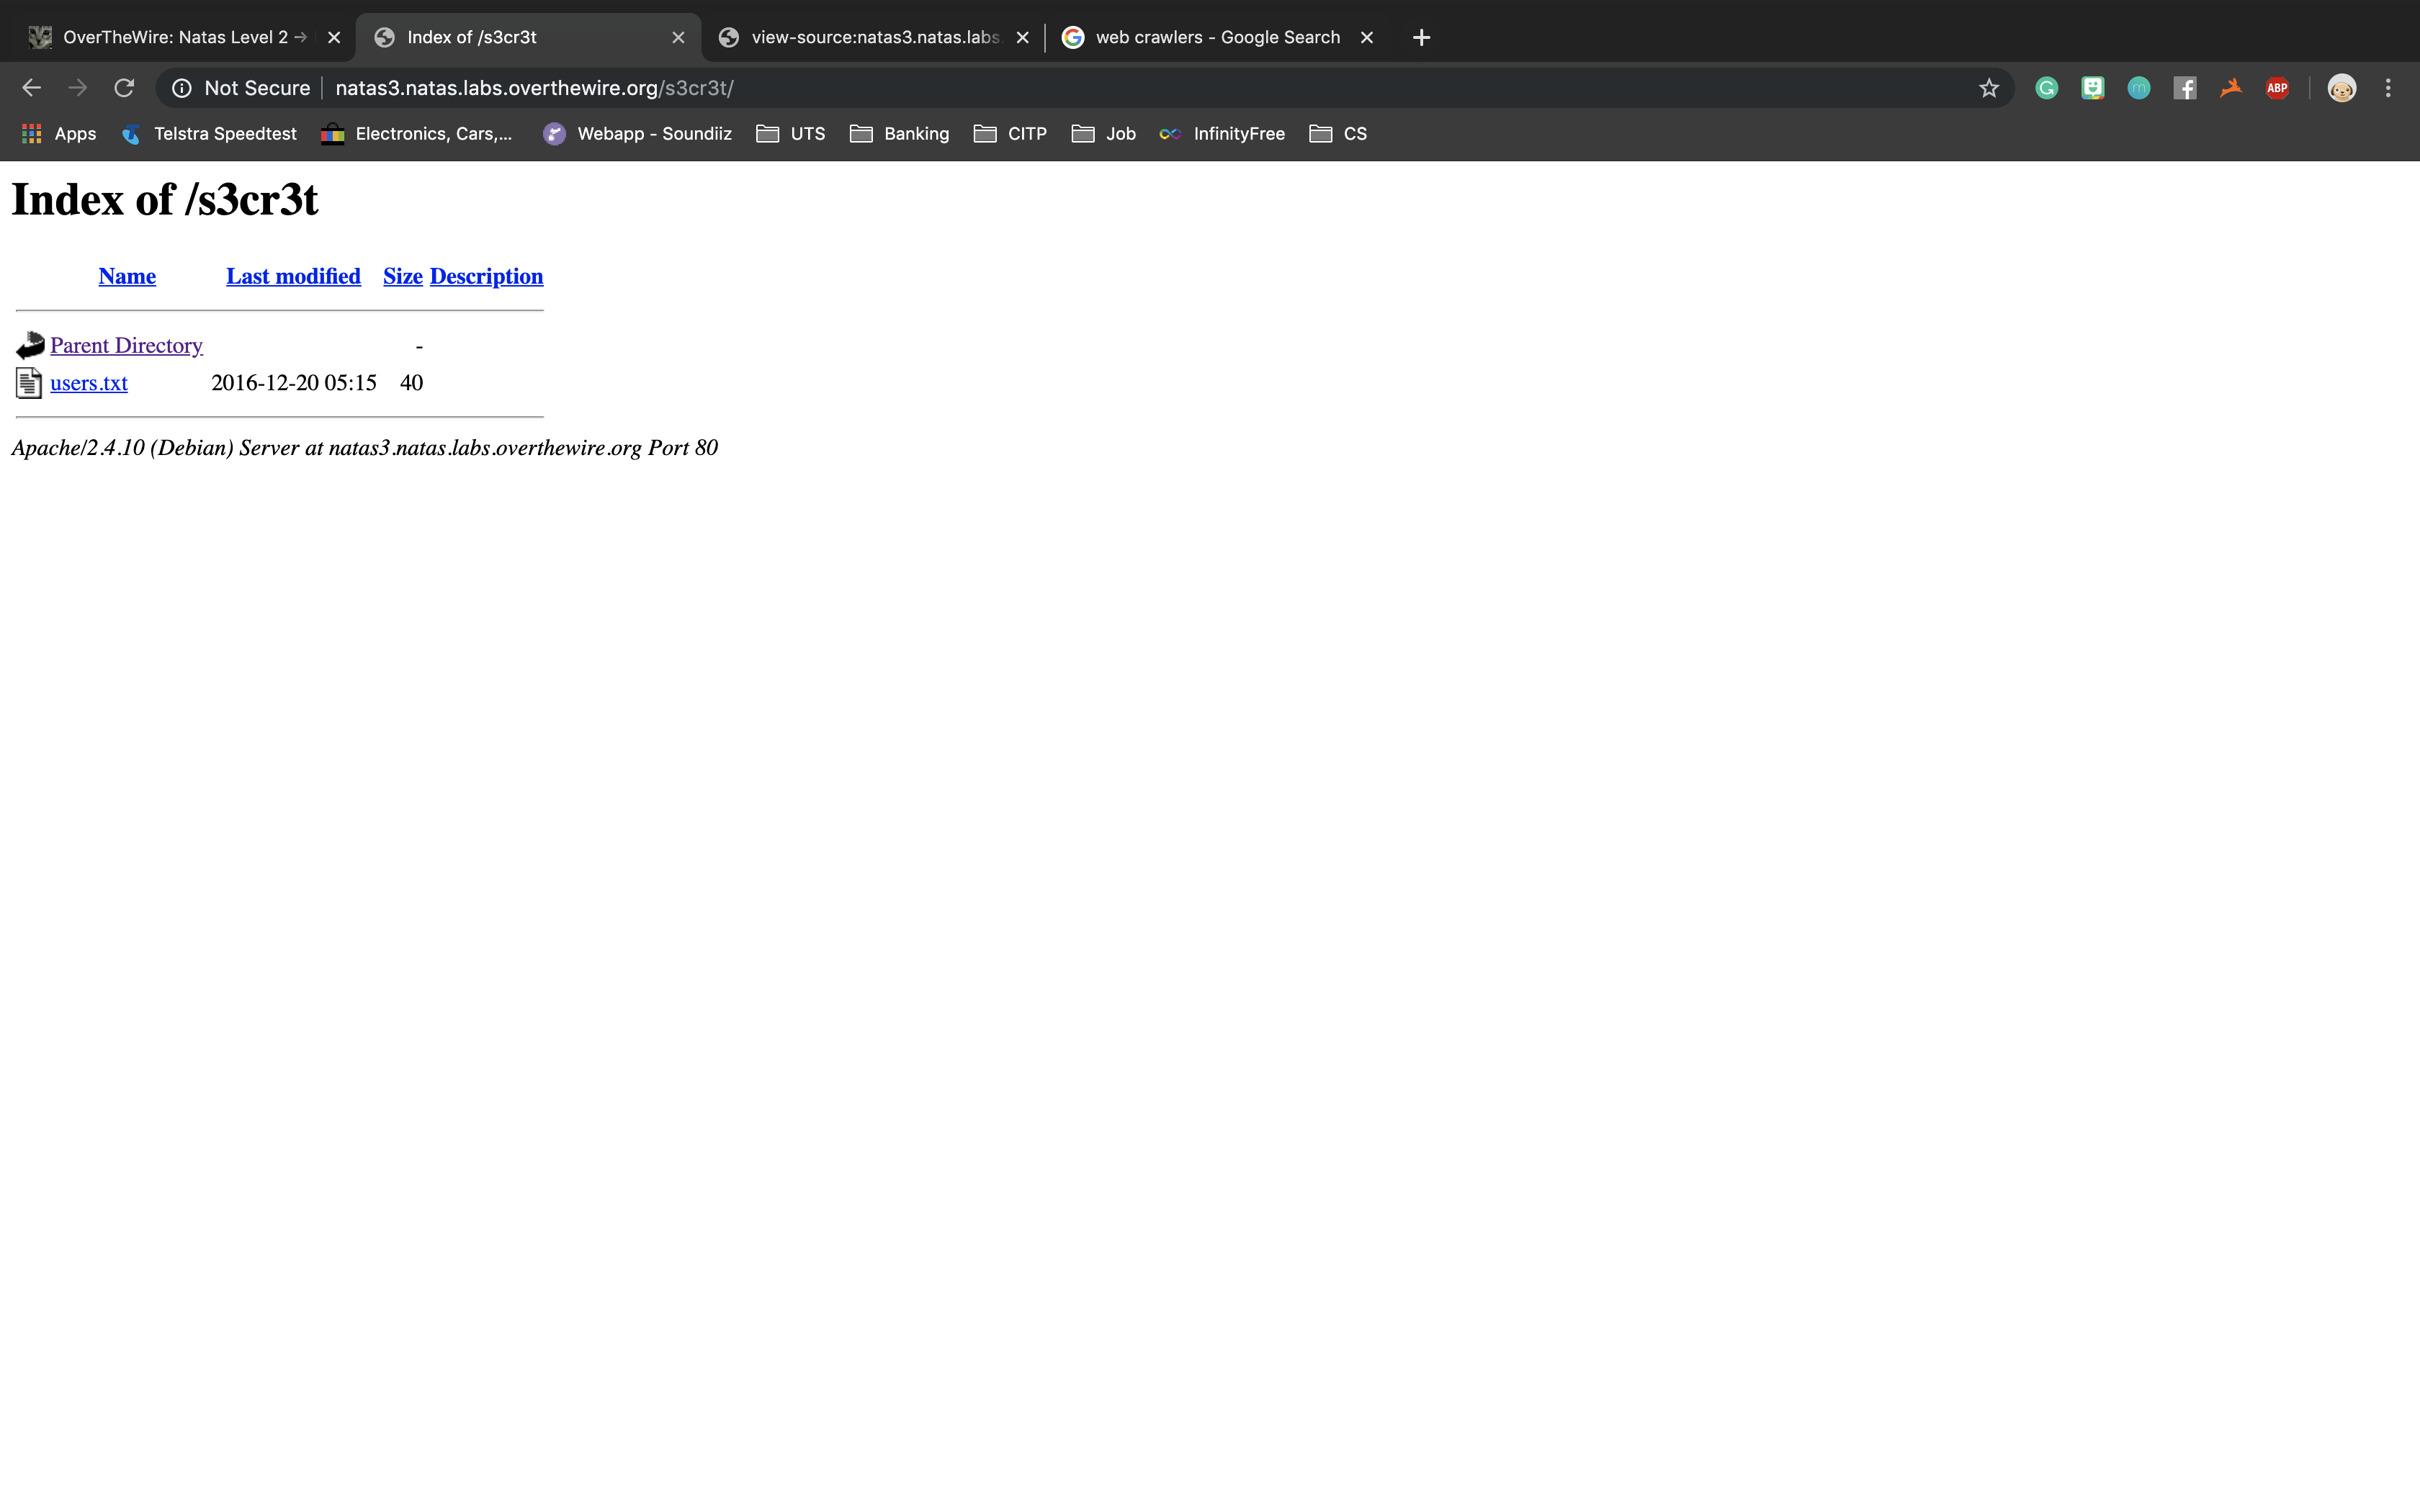 OverTheWire: Natas Level 2 →
Index of /s3cr3t
view-source:natas3.natas.labs.
web crawlers - Google Search
Not Secure natas3.natas.labs.overthewire.org/s3cr3t/
ABP
Apps Telstra Speedtest Electronics, Cars,... Webapp - Soundiiz UTS Banking CITP Job InfinityFree CS
Index of /s3cr3t
Name Last modified Size Description
Parent Directory -
users.txt 2016-12-20 05:15 40
Apache/2.4.10 (Debian) Server at natas3.natas.labs.overthewire.org Port 80